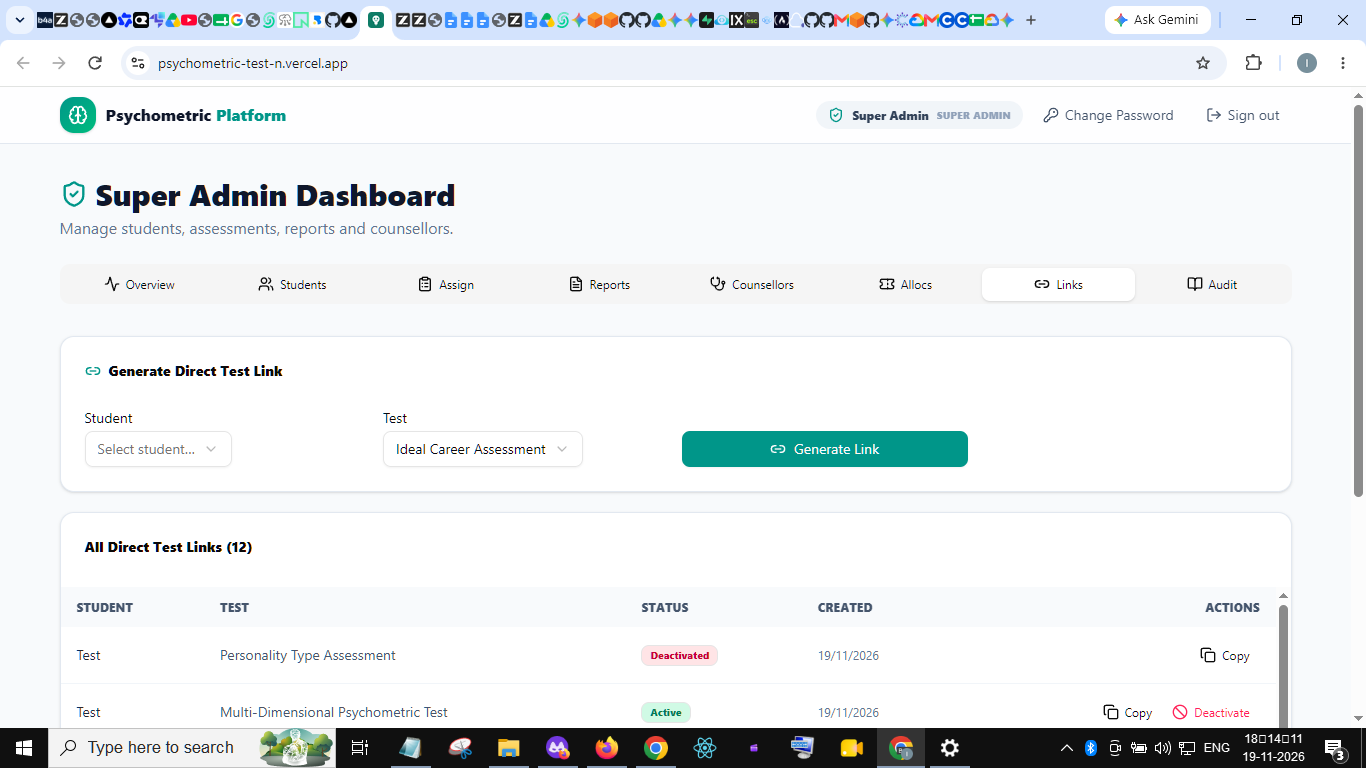 Ask Gemini
psychometric-test-n.vercel.app
Psychometric Platform
Super Admin SUPER ADMIN
Change Password
Sign out
Super Admin Dashboard
Manage students, assessments, reports and counsellors.
Overview Students Assign Reports Counsellors Allocs Links Audit
Generate Direct Test Link
Student Test
Select student... Ideal Career Assessment Generate Link
All Direct Test Links (12)
STUDENT TEST STATUS CREATED ACTIONS
Test Personality Type Assessment Deactivated 19/11/2026 Copy
Test Multi-Dimensional Psychometric Test Active 19/11/2026 Copy Deactivate
Type here to search
ENG
18▯14▯11
19-11-2026
3